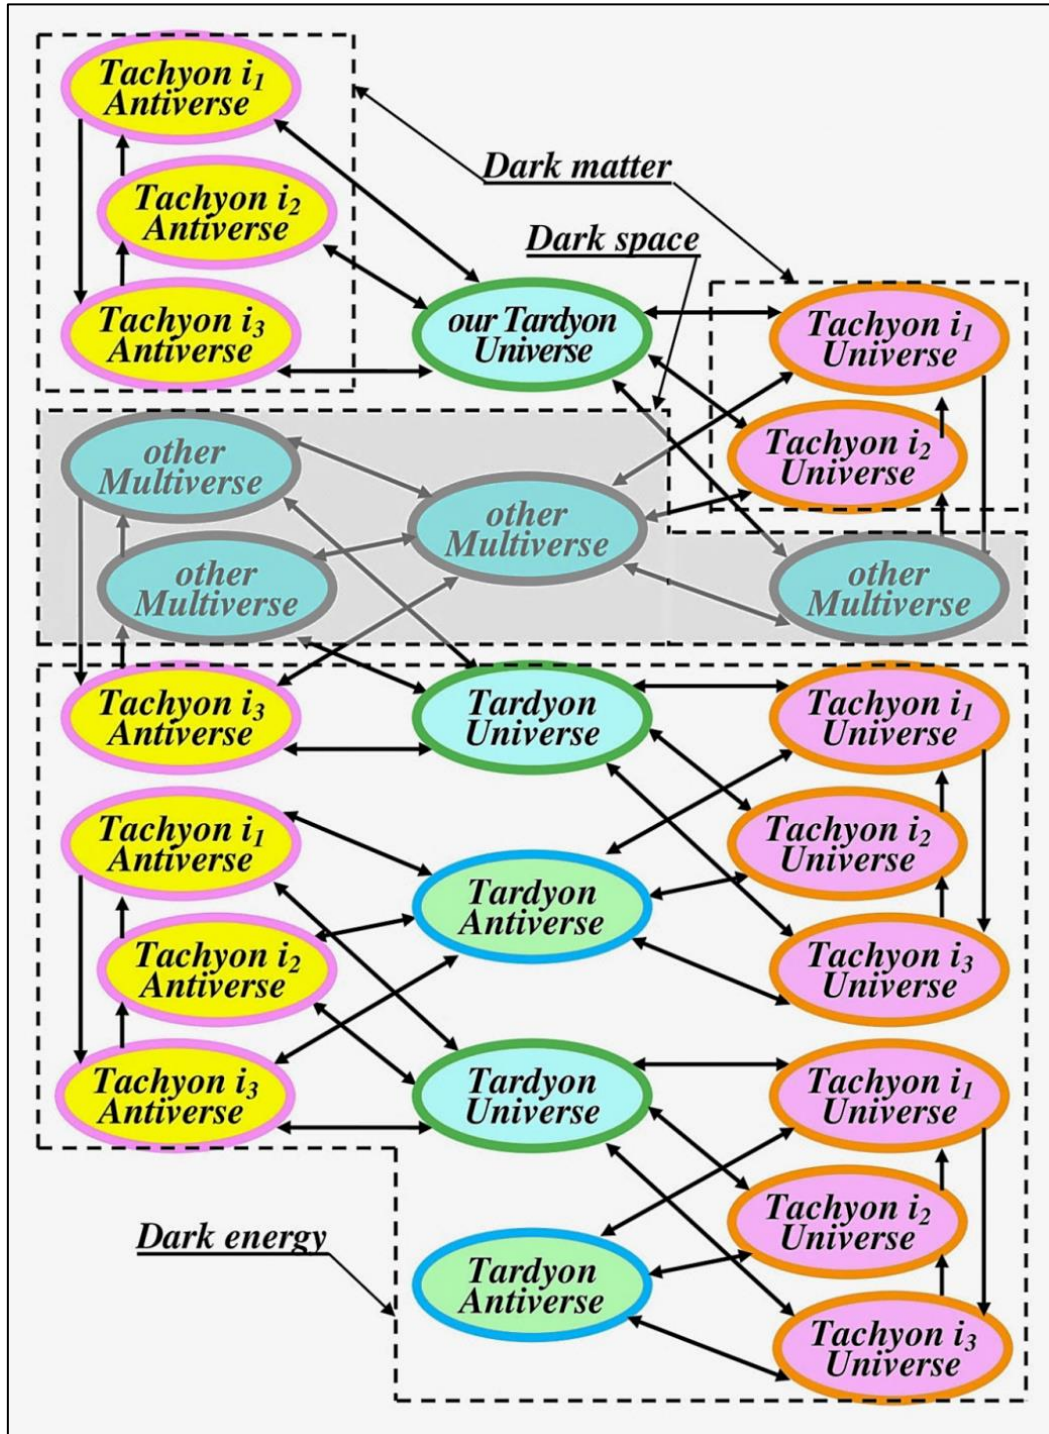 Tachyon i₁
Antiverse
Dark matter
Tachyon i₂
Antiverse
Dark space
Tachyon i₃
Antiverse
our Tardyon
Universe
Tachyon i₁
Universe
Tachyon i₂
Universe
other
Multiverse
other
Multiverse
other
Multiverse
other
Multiverse
Tachyon i₃
Antiverse
Tardyon
Universe
Tachyon i₁
Universe
Tachyon i₁
Antiverse
Tachyon i₂
Universe
Tardyon
Antiverse
Tachyon i₂
Antiverse
Tachyon i₃
Universe
Tachyon i₃
Antiverse
Tardyon
Universe
Tachyon i₁
Universe
Tachyon i₂
Universe
Dark energy
Tardyon
Antiverse
Tachyon i₃
Universe